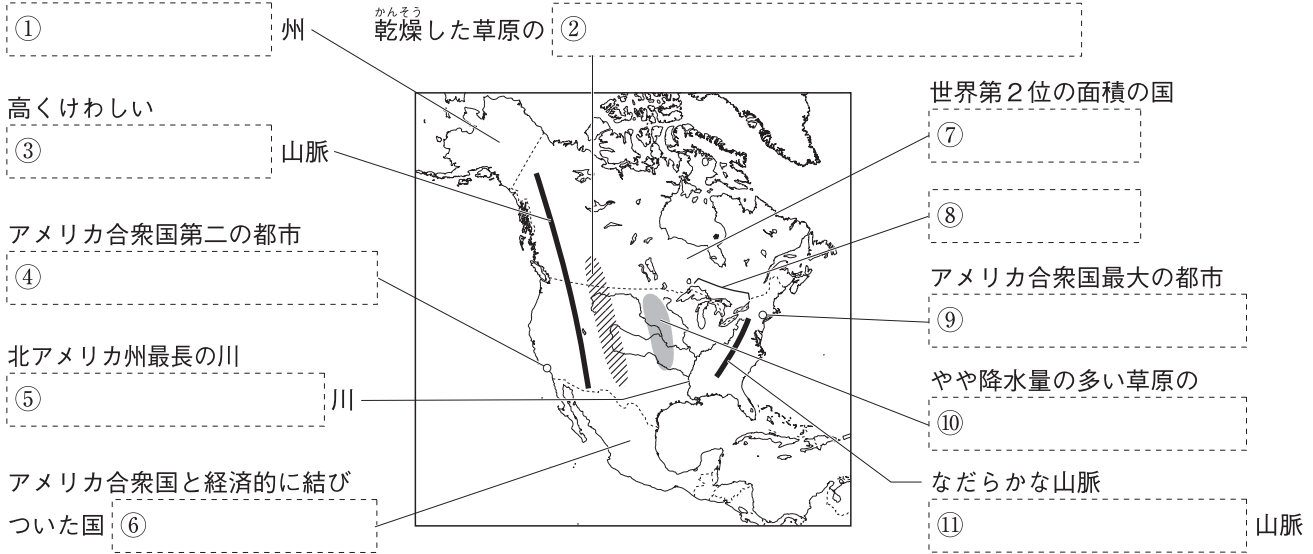 ① 州
乾燥した草原の ②
かんそう
高くけわしい
③ 山脈
アメリカ合衆国第二の都市
④
北アメリカ州最長の川
⑤ 川
アメリカ合衆国と経済的に結び
ついた国 ⑥
世界第２位の面積の国
⑦
⑧
アメリカ合衆国最大の都市
⑨
やや降水量の多い草原の
⑩
なだらかな山脈
⑪ 山脈